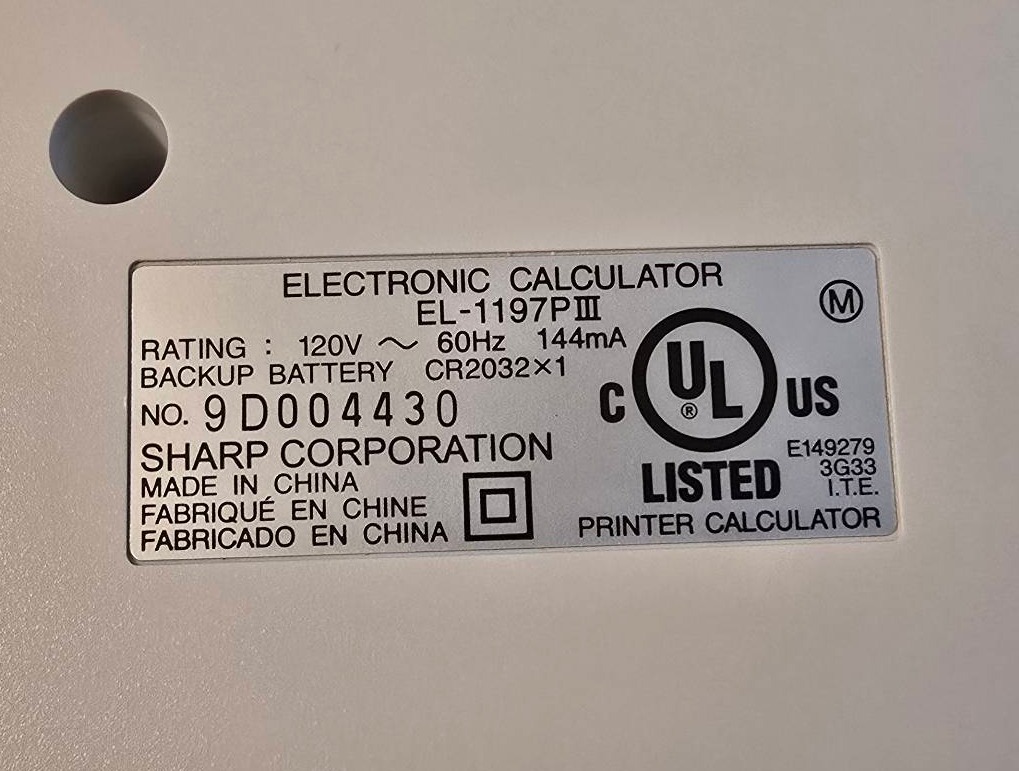 ELECTRONIC CALCULATOR
EL-1197PIII
M
RATING : 120V ~ 60Hz 144mA
BACKUP BATTERY CR2032×1
NO. 9D004430
C UL ® US
SHARP CORPORATION
LISTED
E149279
3G33
I.T.E.
MADE IN CHINA
FABRIQUÉ EN CHINE
FABRICADO EN CHINA
PRINTER CALCULATOR